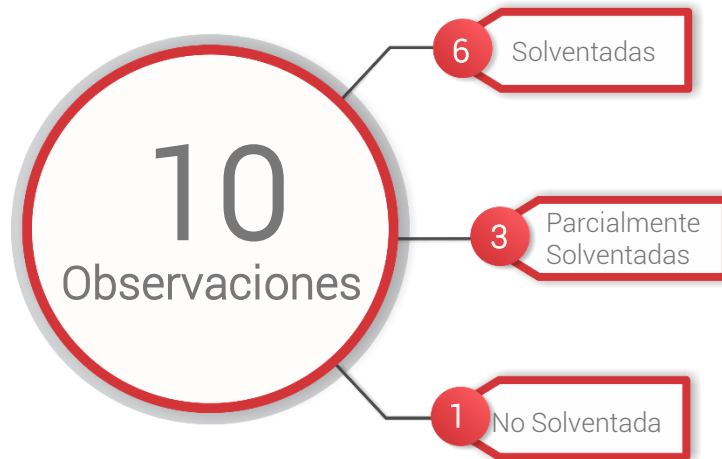 10
Observaciones
6
Solventadas
3
Parcialmente
Solventadas
1
No Solventada